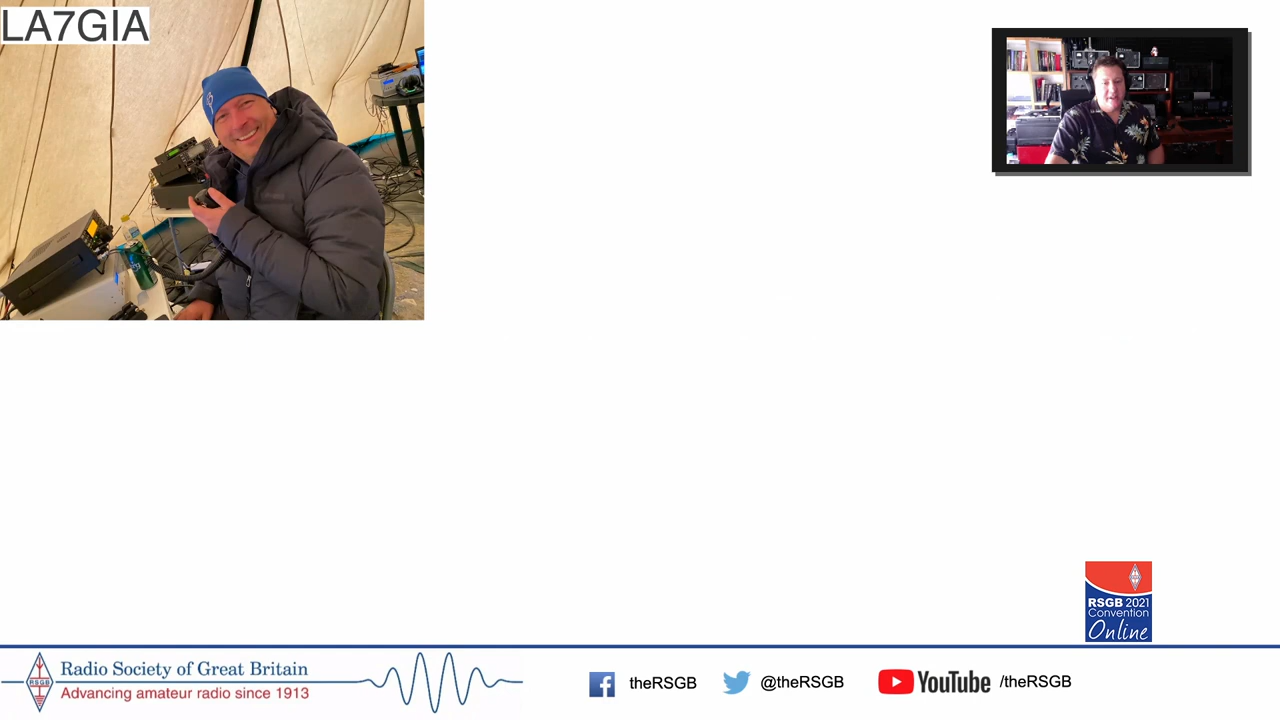 LA7GIA
RSGB 2021
Convention
Online
RSGB
Radio Society of Great Britain
Advancing amateur radio since 1913
theRSGB
@theRSGB
YouTube /theRSGB